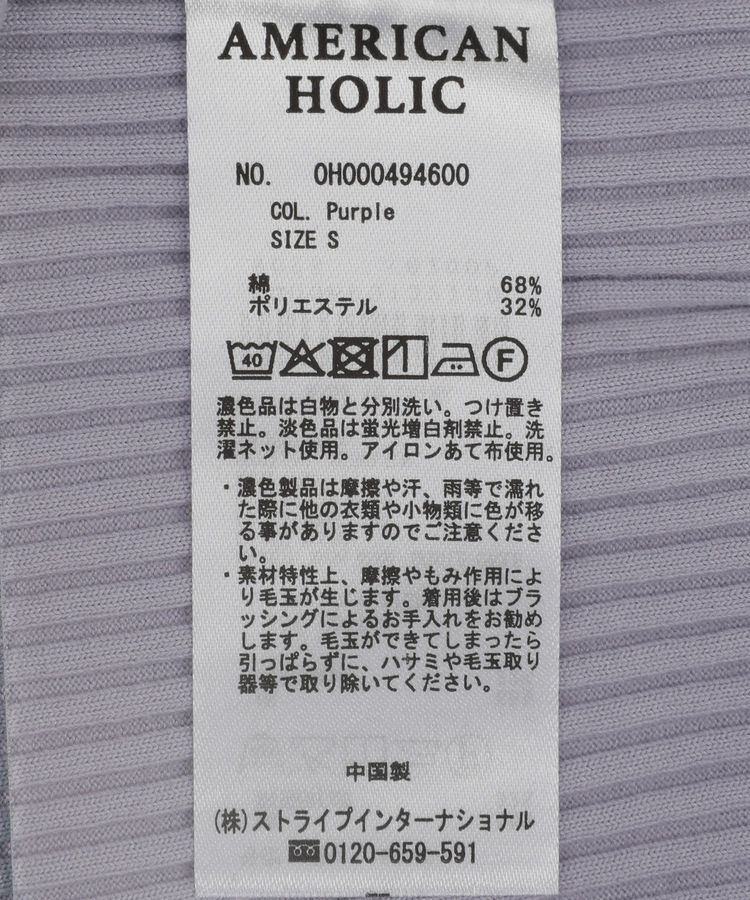 AMERICAN
HOLIC
NO. 0H000494600
COL. Purple
SIZE S
綿 68%
ポリエステル 32%
40 F
濃色品は白物と分別洗い。つけ置き
禁止。淡色品は蛍光増白剤禁止。洗
濯ネット使用。アイロンあて布使用。
・濃色製品は摩擦や汗、雨等で濡れ
た際に他の衣類や小物類に色が移
る事がありますのでご注意くださ
い。
・素材特性上、摩擦やもみ作用によ
り毛玉が生じます。着用後はブラ
ッシングによるお手入れをお勧め
します。毛玉ができてしまったら
引っぱらずに、ハサミや毛玉取り
器等で取り除いてください。
中国製
(株)ストライプインターナショナル
0120-659-591